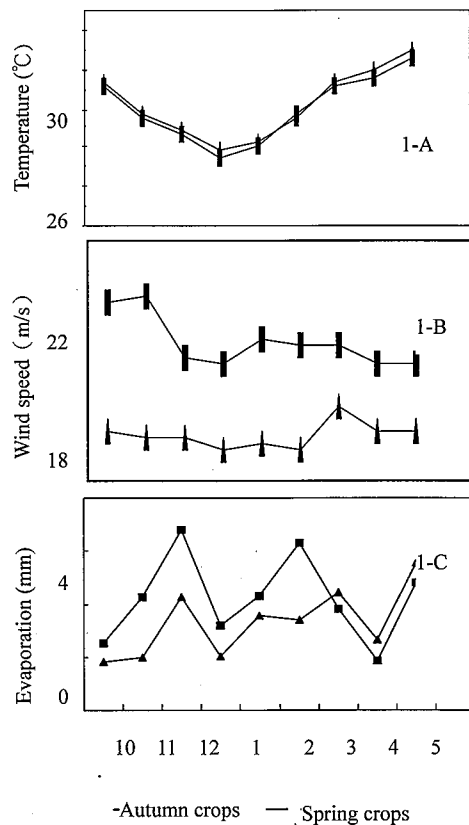 Temperature (℃)
30
26
1-A
Wind speed ( m/s)
22
18
1-B
Evaporation (mm)
4
0
1-C
10 11 12 1 2 3 4 5
Autumn crops
Spring crops